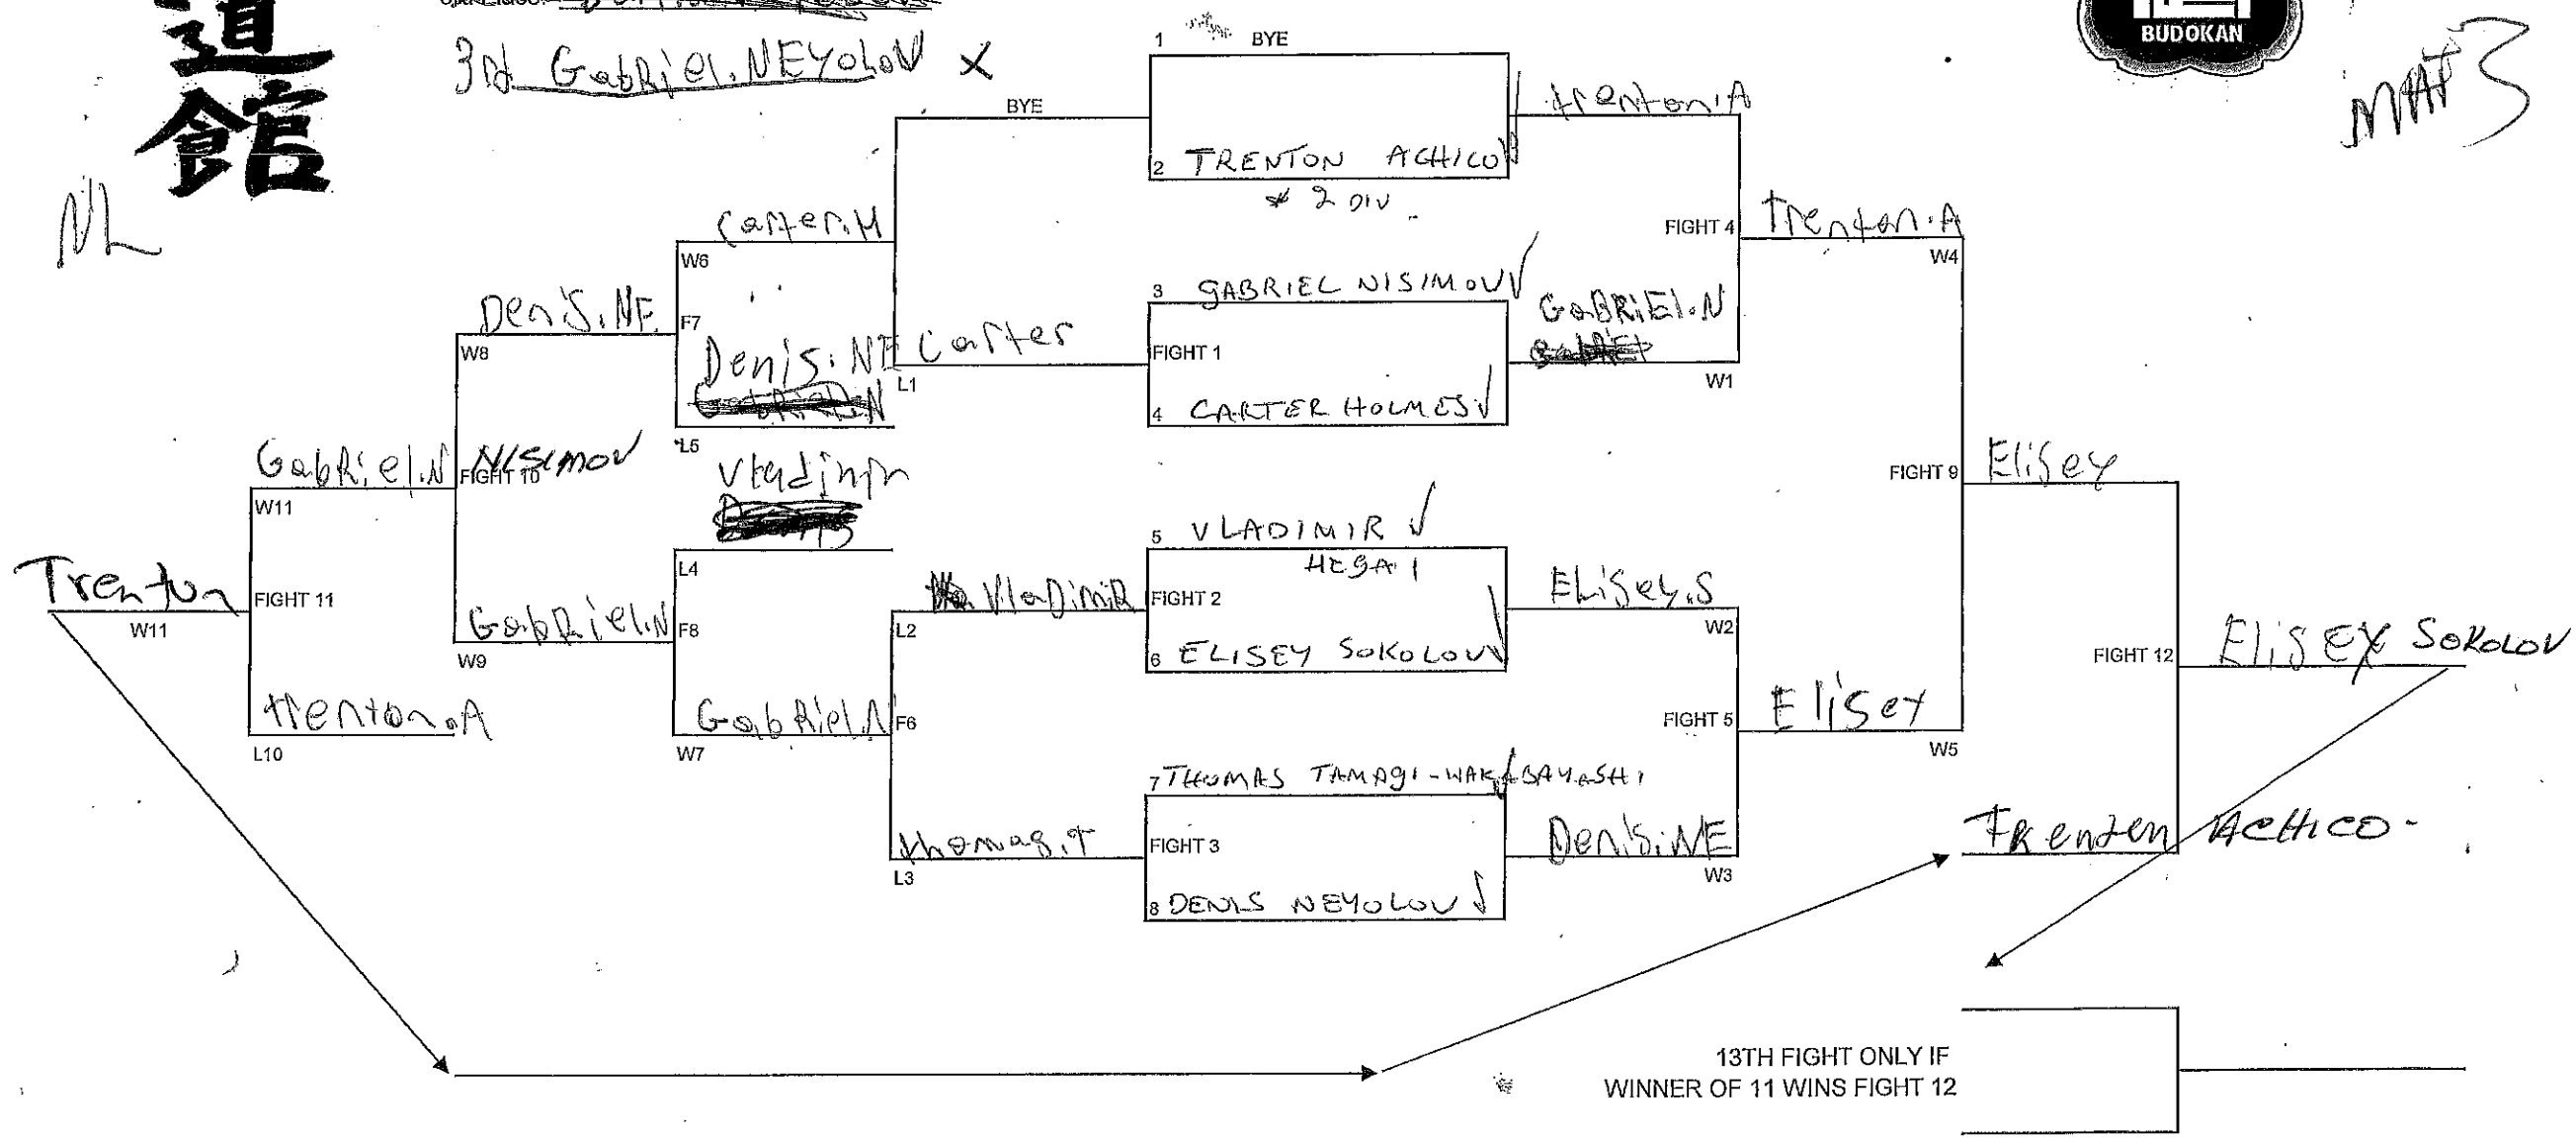 道
館
3rd Gabriel.NEYOLOV X
BUDOKAN
MAT 3
NL
1 BYE
BYE
2 TRENTON ACHICO ✓
* 2 DIV.
trenton.A
Carter.H
W6
FIGHT 4
Trenton.A
W4
3 GABRIEL NISIMOV ✓
GABRIEl.N
Denis.NE
W8
F7
Denis.NE
Carter
L1
FIGHT 1
W1
4 CARTER HOLMES ✓
L5
Gabriel.N NISIMOV
FIGHT 10
Vladimir
FIGHT 9
Elisey
W11
5 VLADIMIR ✓
HEGAI
L4
Trenton
FIGHT 11
W11
Vladimir
FIGHT 2
ELisey.S
L2
W2
GabRiel.N
F8
W9
6 ELISEY SOKOLOV ✓
FIGHT 12
Elisey SOKOLOV
trenton.A
L10
GabRiel.N
F6
W7
FIGHT 5
Elisey
W5
7 THOMAS TAMAGI-WAKABAYASHI
thomas.t
L3
FIGHT 3
Denis.NE
W3
Trenten ACHICO
8 DENIS NEYOLOV ✓
13TH FIGHT ONLY IF
WINNER OF 11 WINS FIGHT 12